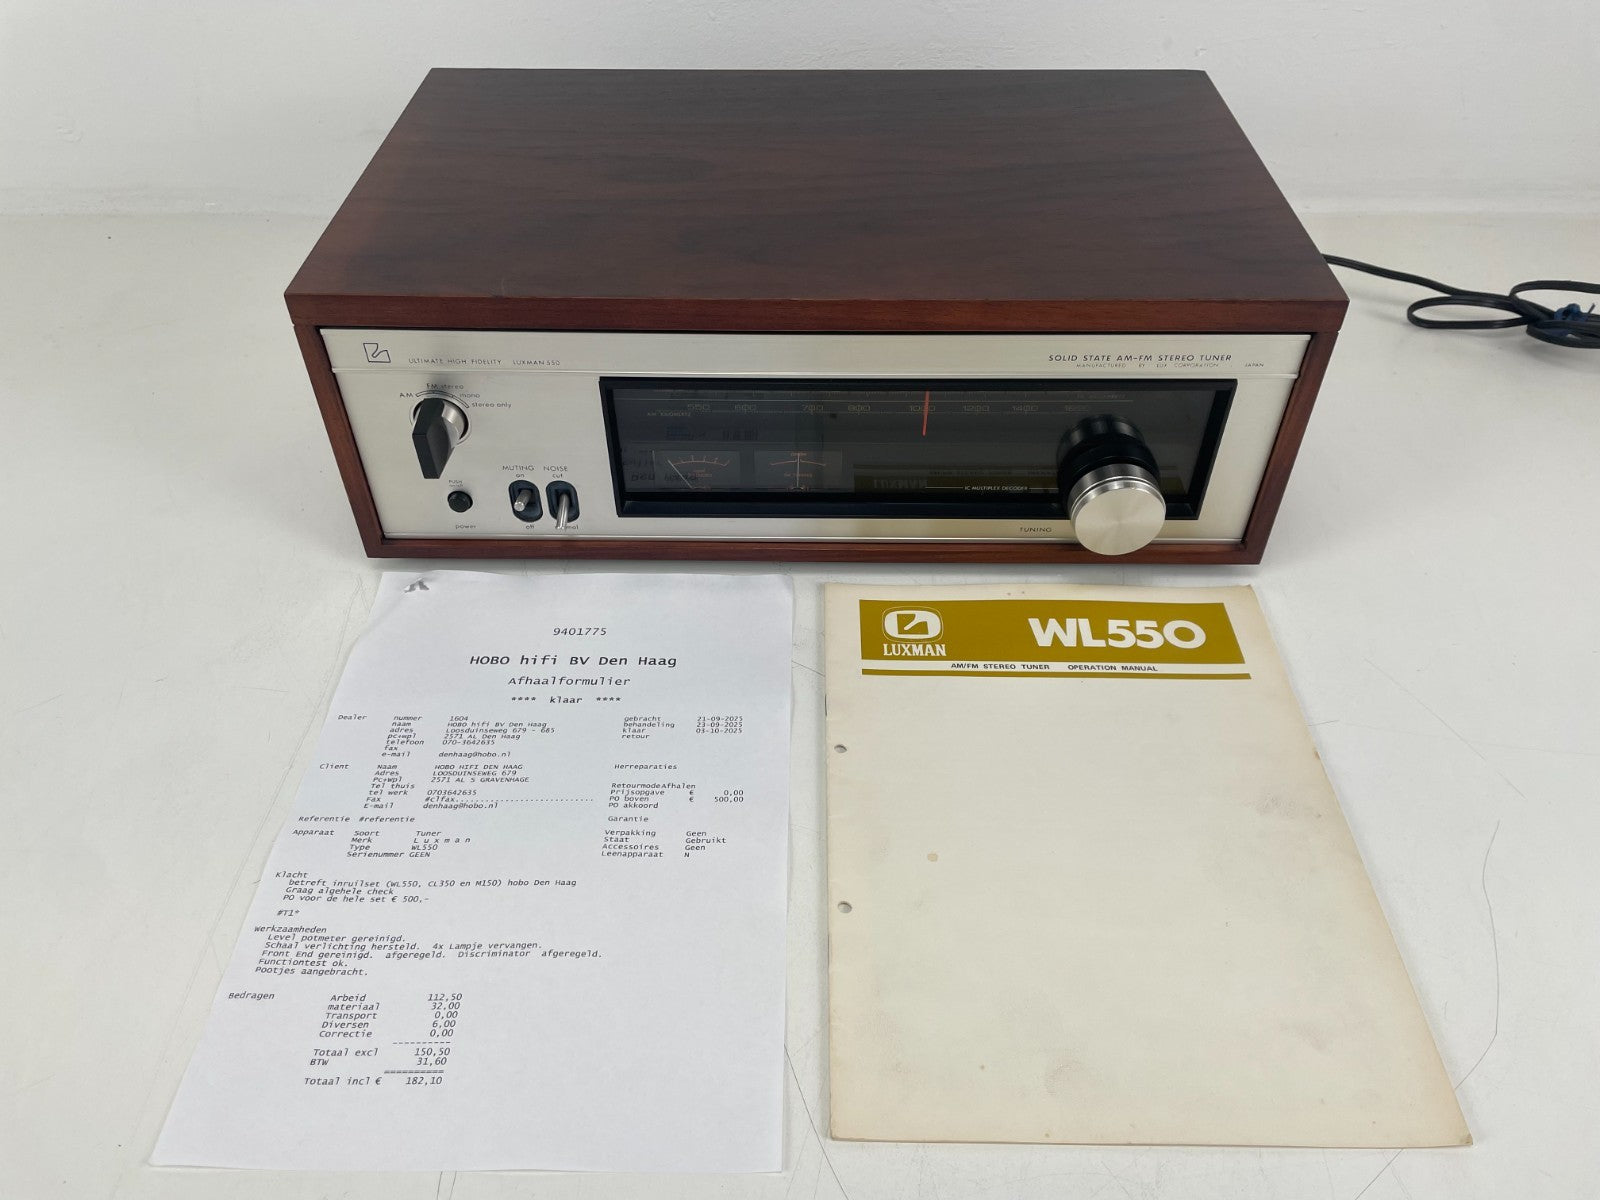 ULTIMATE HIGH FIDELITY LUXMAN 550
SOLID STATE AM-FM STEREO TUNER
MANUFACTURED BY LUX CORPORATION JAPAN
FM stereo
AM mono
stereo only
MUTING NOISE
on cut
PUSH
off normal
power
550 600 700 800 1000 1200 1400 1600
IC MULTIPLEX DECODER
TUNING
9401775
HOBO hifi BV Den Haag
Afhaalformulier
**** klaar ****
Dealer nummer 1604 gebracht 21-09-2025
naam HOBO hifi BV Den Haag behandeling 23-09-2025
adres Loosduinseweg 679 - 685 klaar 03-10-2025
pc+wpl 2571 AL Den Haag retour
telefoon 070-3642635
fax
e-mail denhaag@hobo.nl
Client Naam HOBO HIFI DEN HAAG Herreparaties
Adres LOOSDUINSEWEG 679
Pc+wpl 2571 AL S GRAVENHAGE
Tel thuis RetourmodeAfhalen
tel werk 0703642635 Prijsopgave € 0,00
Fax #clfax............................ PO boven € 500,00
E-mail denhaag@hobo.nl PO akkoord
Referentie #referentie Garantie
Apparaat Soort Tuner Verpakking Geen
Merk L u x m a n Staat Gebruikt
Type WL550 Accessoires Geen
Serienummer GEEN Leenapparaat N
Klacht
betreft inruilset (WL550, CL350 en M150) hobo Den Haag
Graag algehele check
PO voor de hele set € 500,-
#T1*
Werkzaamheden
Level potmeter gereinigd.
Schaal verlichting hersteld. 4x Lampje vervangen.
Front End gereinigd. afgeregeld. Discriminator afgeregeld.
Functiontest ok.
Pootjes aangebracht.
Bedragen Arbeid 112,50
materiaal 32,00
Transport 0,00
Diversen 6,00
Correctie 0,00
----------
Totaal excl 150,50
BTW 31,60
==========
Totaal incl € 182,10
LUXMAN
WL550
AM/FM STEREO TUNER OPERATION MANUAL